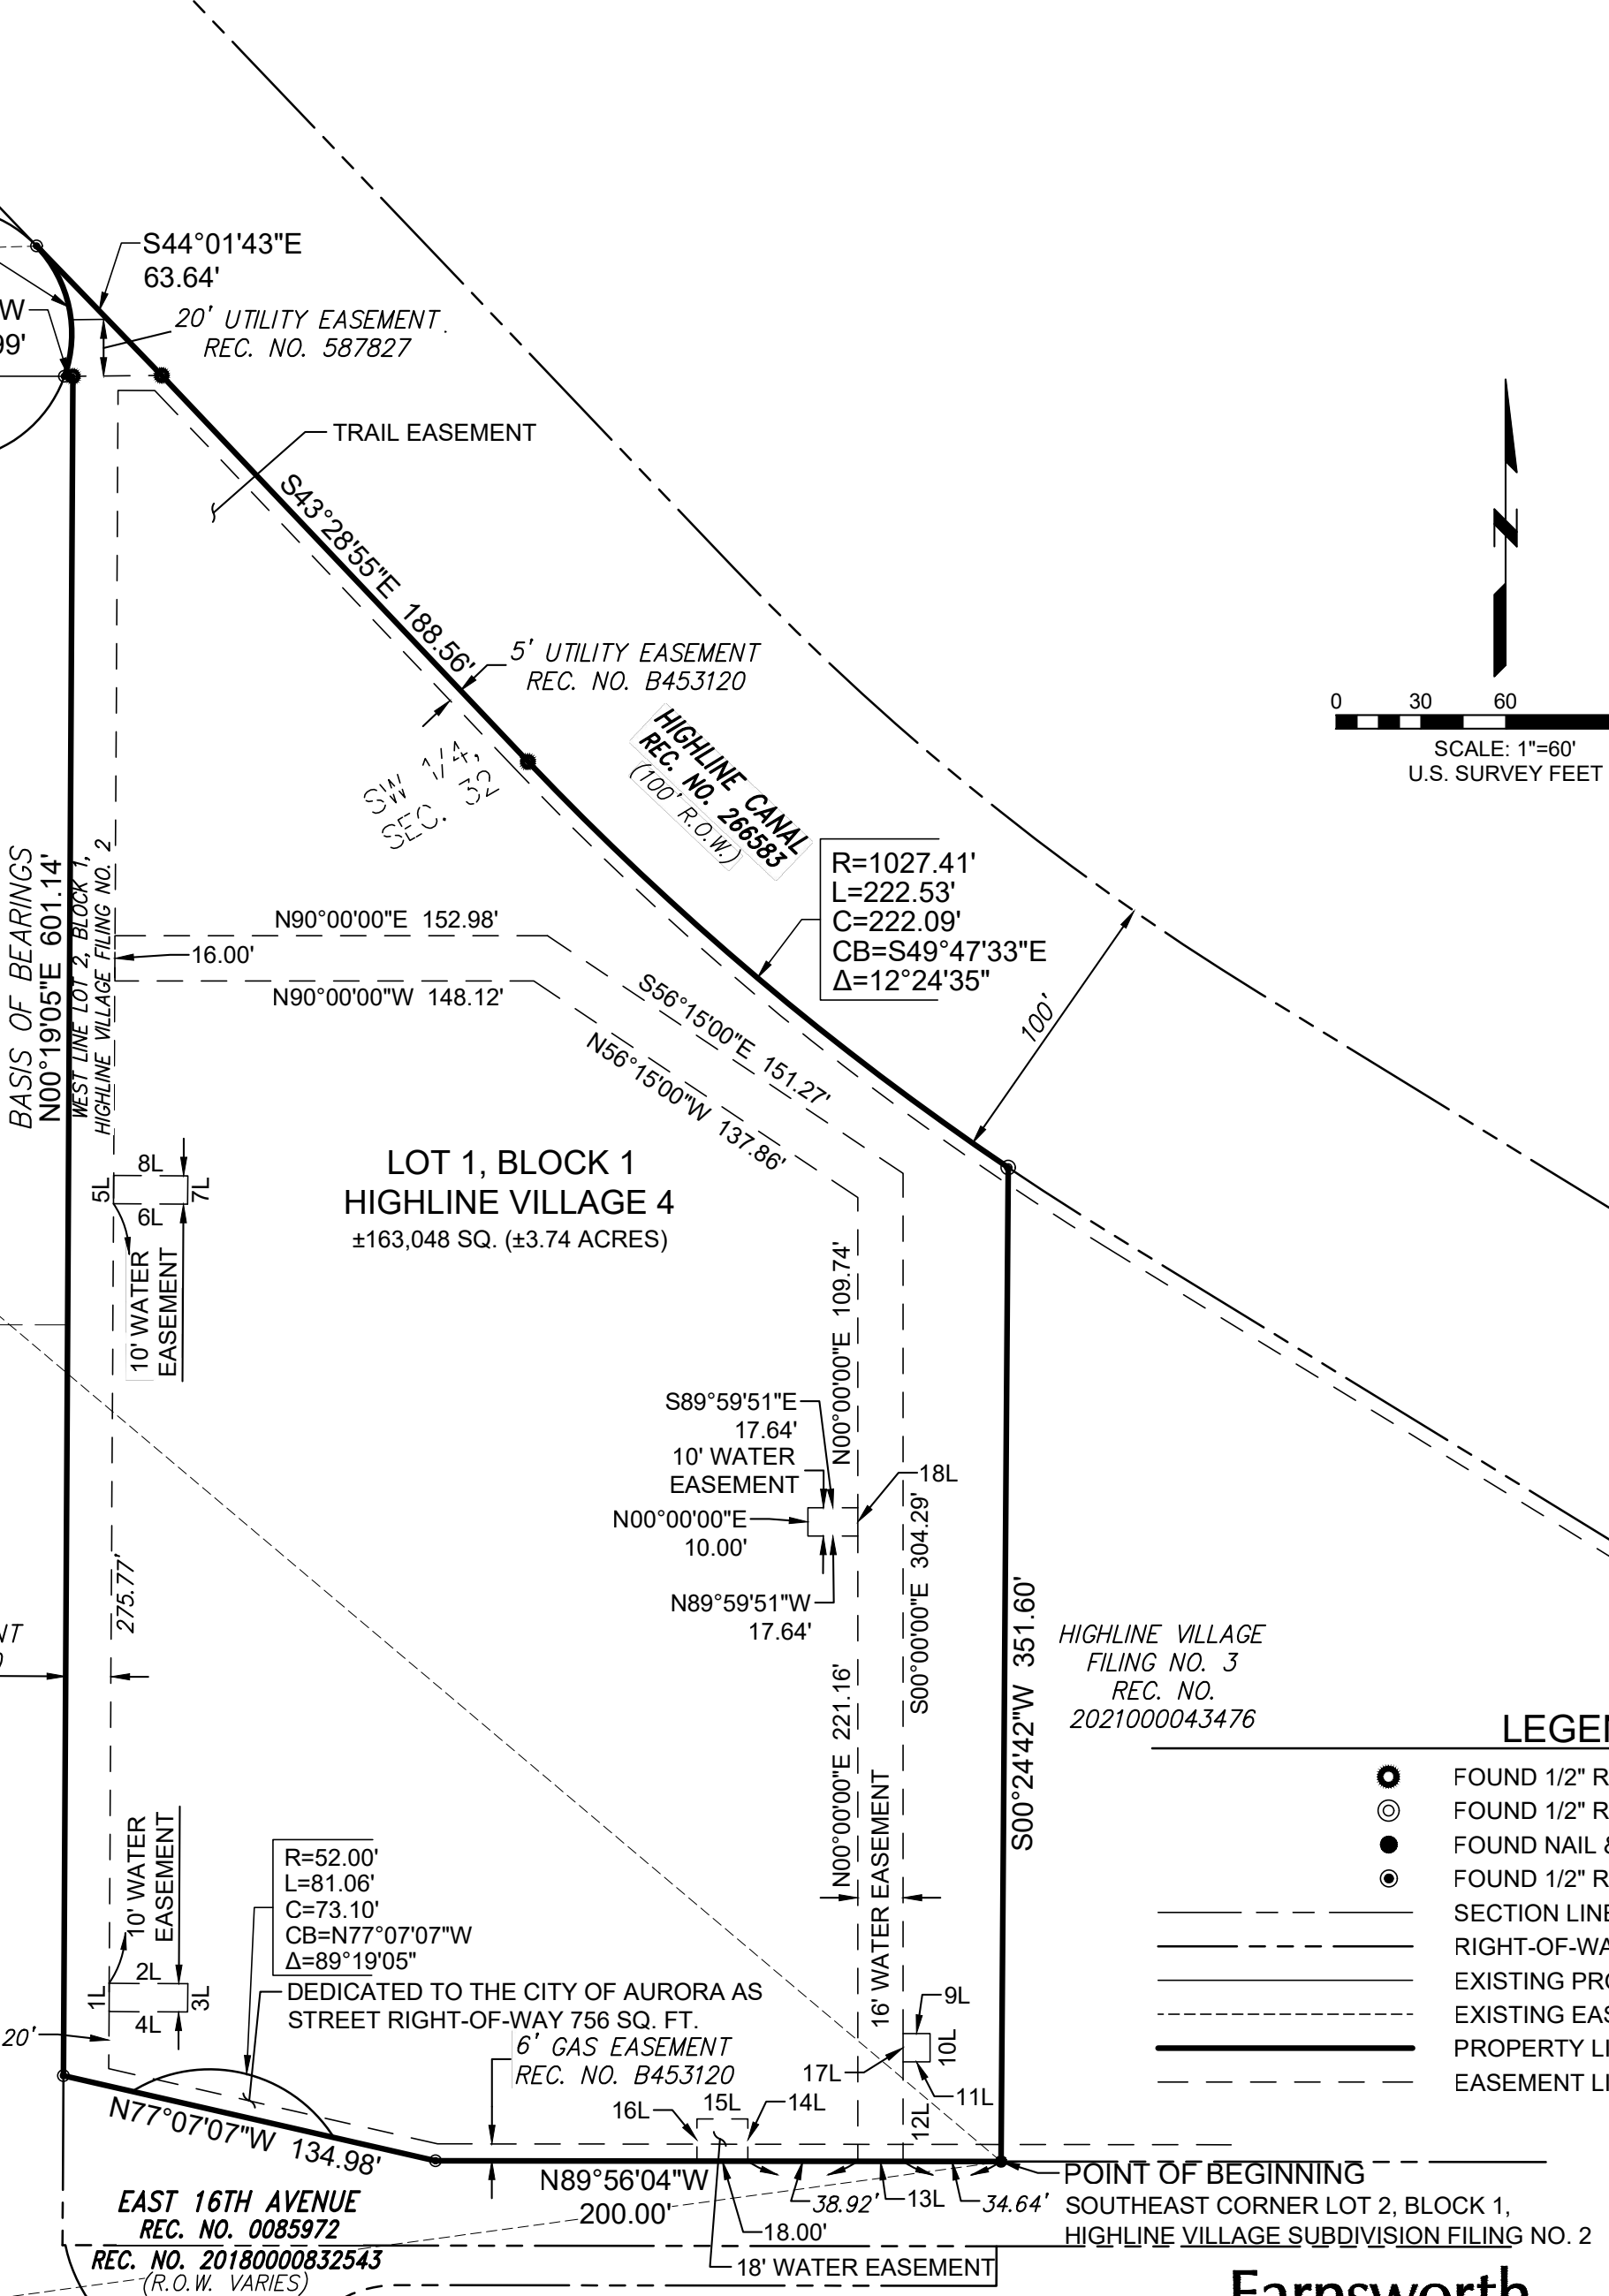 S44°01'43"E
63.64'
W
99'
20' UTILITY EASEMENT
REC. NO. 587827
TRAIL EASEMENT
S43°28'55"E 188.56'
5' UTILITY EASEMENT
REC. NO. B453120
SW 1/4,
SEC. 32
HIGHLINE CANAL
REC. NO. 266583
(100' R.O.W.)
0 30 60
SCALE: 1"=60'
U.S. SURVEY FEET
N
R=1027.41'
L=222.53'
C=222.09'
CB=S49°47'33"E
Δ=12°24'35"
100'
BASIS OF BEARINGS
N00°19'05"E 601.14'
WEST LINE LOT 2, BLOCK 1,
HIGHLINE VILLAGE FILING NO. 2
N90°00'00"E 152.98'
16.00'
N90°00'00"W 148.12'
S56°15'00"E 151.27'
N56°15'00"W 137.86'
LOT 1, BLOCK 1
HIGHLINE VILLAGE 4
±163,048 SQ. (±3.74 ACRES)
8L
5L
7L
6L
10' WATER
EASEMENT
N00°00'00"E 109.74'
S89°59'51"E
17.64'
10' WATER
EASEMENT
18L
N00°00'00"E
10.00'
N89°59'51"W
17.64'
S00°00'00"E 304.29'
275.77'
S00°24'42"W 351.60'
HIGHLINE VILLAGE
FILING NO. 3
REC. NO.
2021000043476
N00°00'00"E 221.16'
16' WATER EASEMENT
10' WATER
EASEMENT
2L
1L
3L
4L
20'
R=52.00'
L=81.06'
C=73.10'
CB=N77°07'07"W
Δ=89°19'05"
DEDICATED TO THE CITY OF AURORA AS
STREET RIGHT-OF-WAY 756 SQ. FT.
6' GAS EASEMENT
REC. NO. B453120
9L
10L
17L
11L
12L
16L
15L
14L
N77°07'07"W 134.98'
N89°56'04"W
200.00'
38.92'
13L
34.64'
18.00'
18' WATER EASEMENT
POINT OF BEGINNING
SOUTHEAST CORNER LOT 2, BLOCK 1,
HIGHLINE VILLAGE SUBDIVISION FILING NO. 2
EAST 16TH AVENUE
REC. NO. 0085972
REC. NO. 20180000832543
(R.O.W. VARIES)
LEGEN
FOUND 1/2" R
FOUND 1/2" R
FOUND NAIL &
FOUND 1/2" R
SECTION LINE
RIGHT-OF-WA
EXISTING PRO
EXISTING EAS
PROPERTY LI
EASEMENT LI
Farnsworth